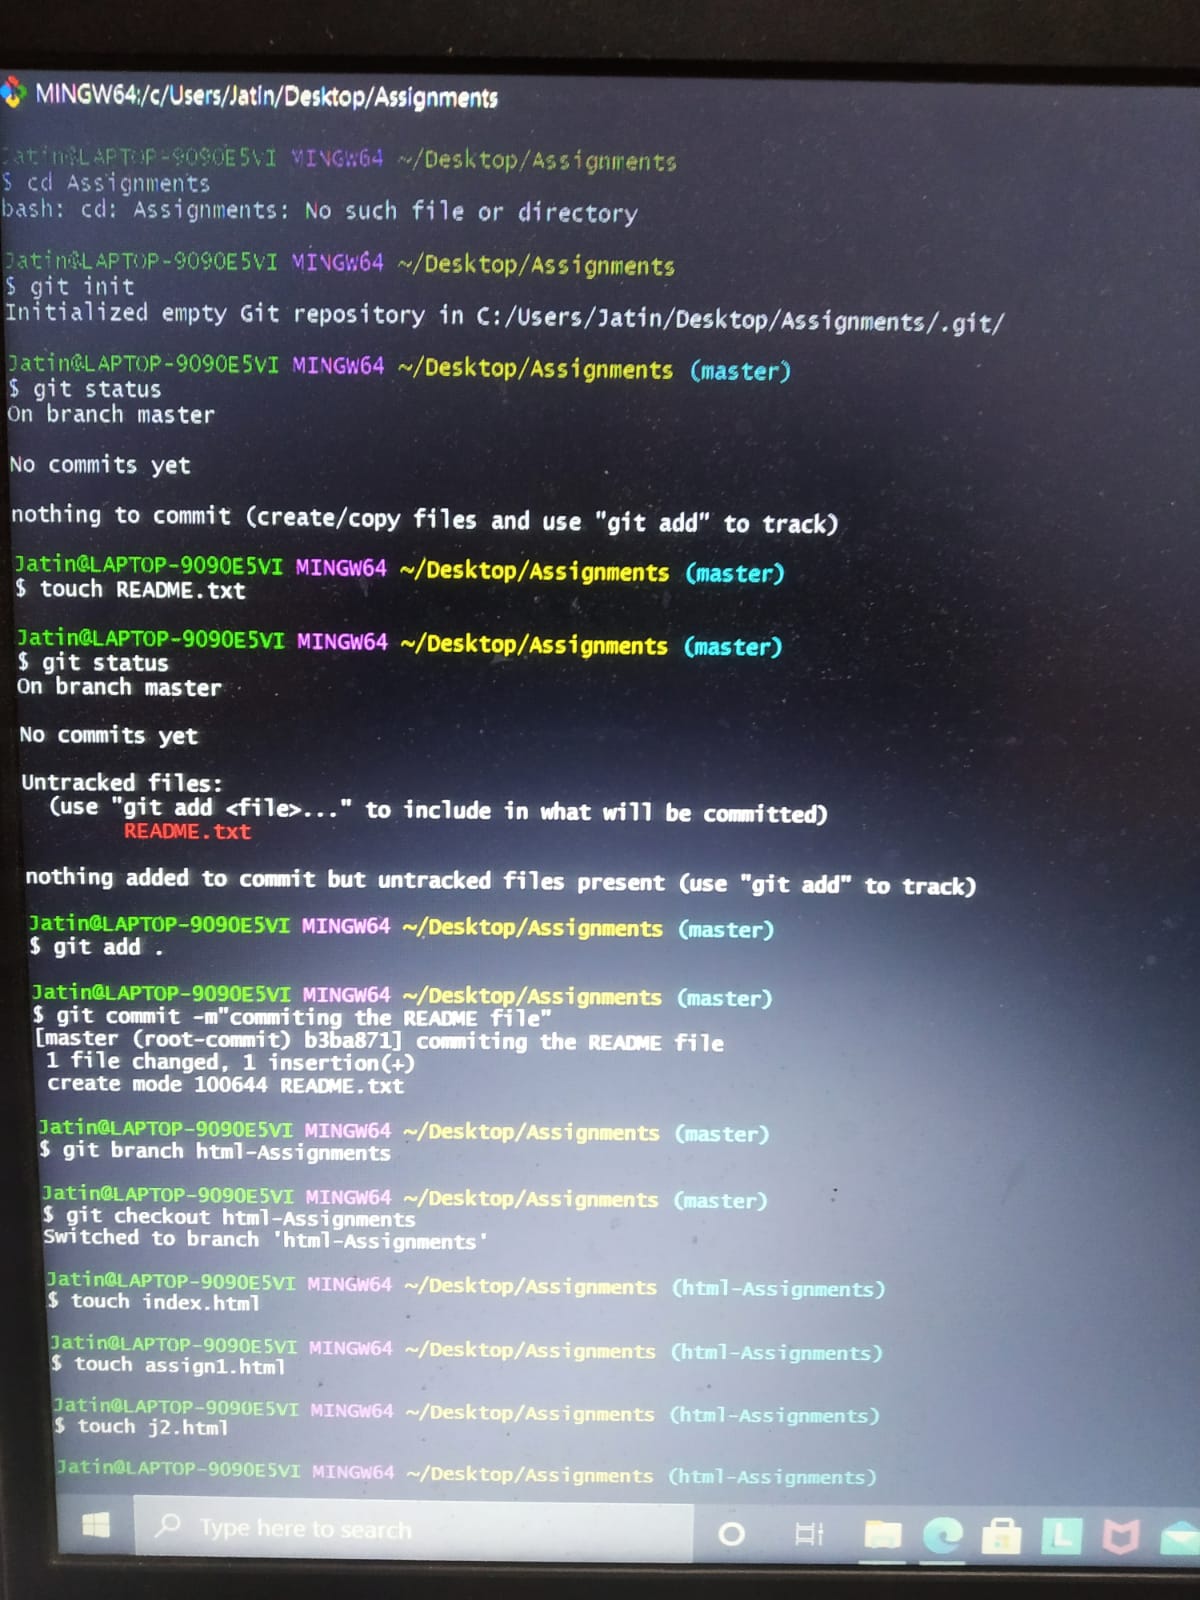 MINGW64:/c/Users/Jatin/Desktop/Assignments
Jatin@LAPTOP-9090E5VI MINGW64 ~/Desktop/Assignments
$ cd Assignments
bash: cd: Assignments: No such file or directory
Jatin@LAPTOP-9090E5VI MINGW64 ~/Desktop/Assignments
$ git init
Initialized empty Git repository in C:/Users/Jatin/Desktop/Assignments/.git/
Jatin@LAPTOP-9090E5VI MINGW64 ~/Desktop/Assignments (master)
$ git status
On branch master
No commits yet
nothing to commit (create/copy files and use "git add" to track)
Jatin@LAPTOP-9090E5VI MINGW64 ~/Desktop/Assignments (master)
$ touch README.txt
Jatin@LAPTOP-9090E5VI MINGW64 ~/Desktop/Assignments (master)
$ git status
On branch master
No commits yet
Untracked files:
(use "git add <file>..." to include in what will be committed)
README.txt
nothing added to commit but untracked files present (use "git add" to track)
Jatin@LAPTOP-9090E5VI MINGW64 ~/Desktop/Assignments (master)
$ git add .
Jatin@LAPTOP-9090E5VI MINGW64 ~/Desktop/Assignments (master)
$ git commit -m"commiting the README file"
[master (root-commit) b3ba871] commiting the README file
1 file changed, 1 insertion(+)
create mode 100644 README.txt
Jatin@LAPTOP-9090E5VI MINGW64 ~/Desktop/Assignments (master)
$ git branch html-Assignments
Jatin@LAPTOP-9090E5VI MINGW64 ~/Desktop/Assignments (master)
$ git checkout html-Assignments
Switched to branch 'html-Assignments'
Jatin@LAPTOP-9090E5VI MINGW64 ~/Desktop/Assignments (html-Assignments)
$ touch index.html
Jatin@LAPTOP-9090E5VI MINGW64 ~/Desktop/Assignments (html-Assignments)
$ touch assign1.html
Jatin@LAPTOP-9090E5VI MINGW64 ~/Desktop/Assignments (html-Assignments)
$ touch j2.html
Jatin@LAPTOP-9090E5VI MINGW64 ~/Desktop/Assignments (html-Assignments)
Type here to search
L